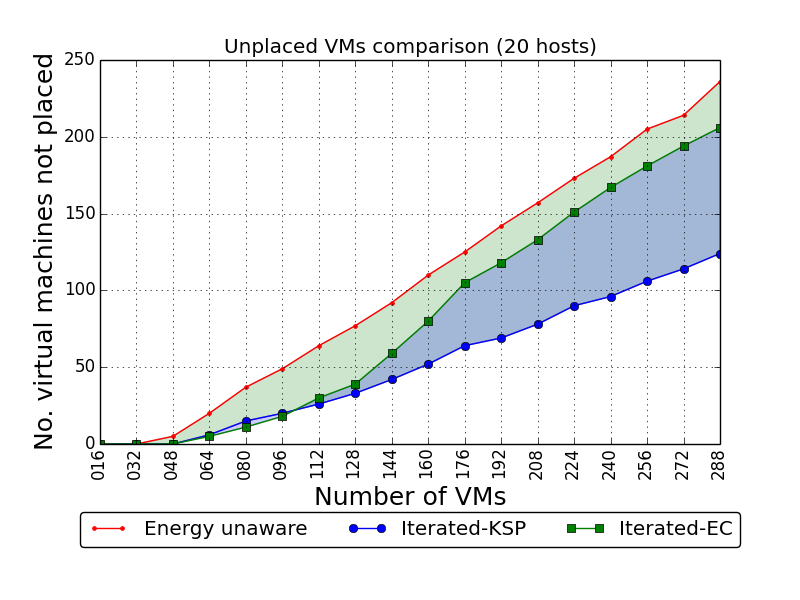 Unplaced VMs comparison (20 hosts)
No. virtual machines not placed
250
200
150
100
50
0
016 032 048 064 080 096 112 128 144 160 176 192 208 224 240 256 272 288
Number of VMs
Energy unaware Iterated-KSP Iterated-EC